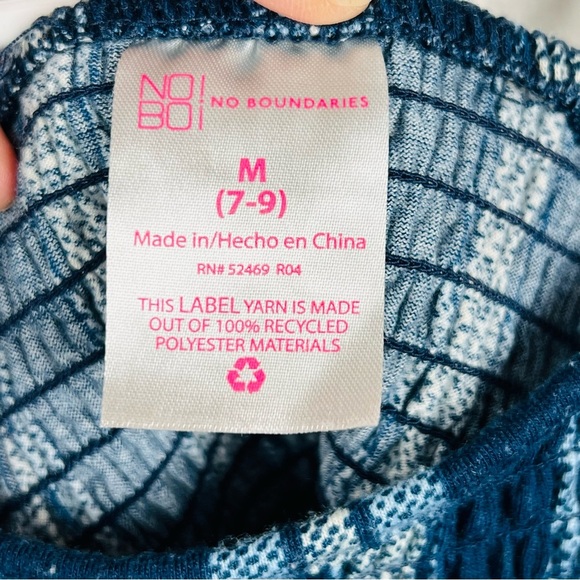 NO!
BO!
NO BOUNDARIES
M
(7-9)
Made in/Hecho en China
RN# 52469 R04
THIS LABEL YARN IS MADE
OUT OF 100% RECYCLED
POLYESTER MATERIALS